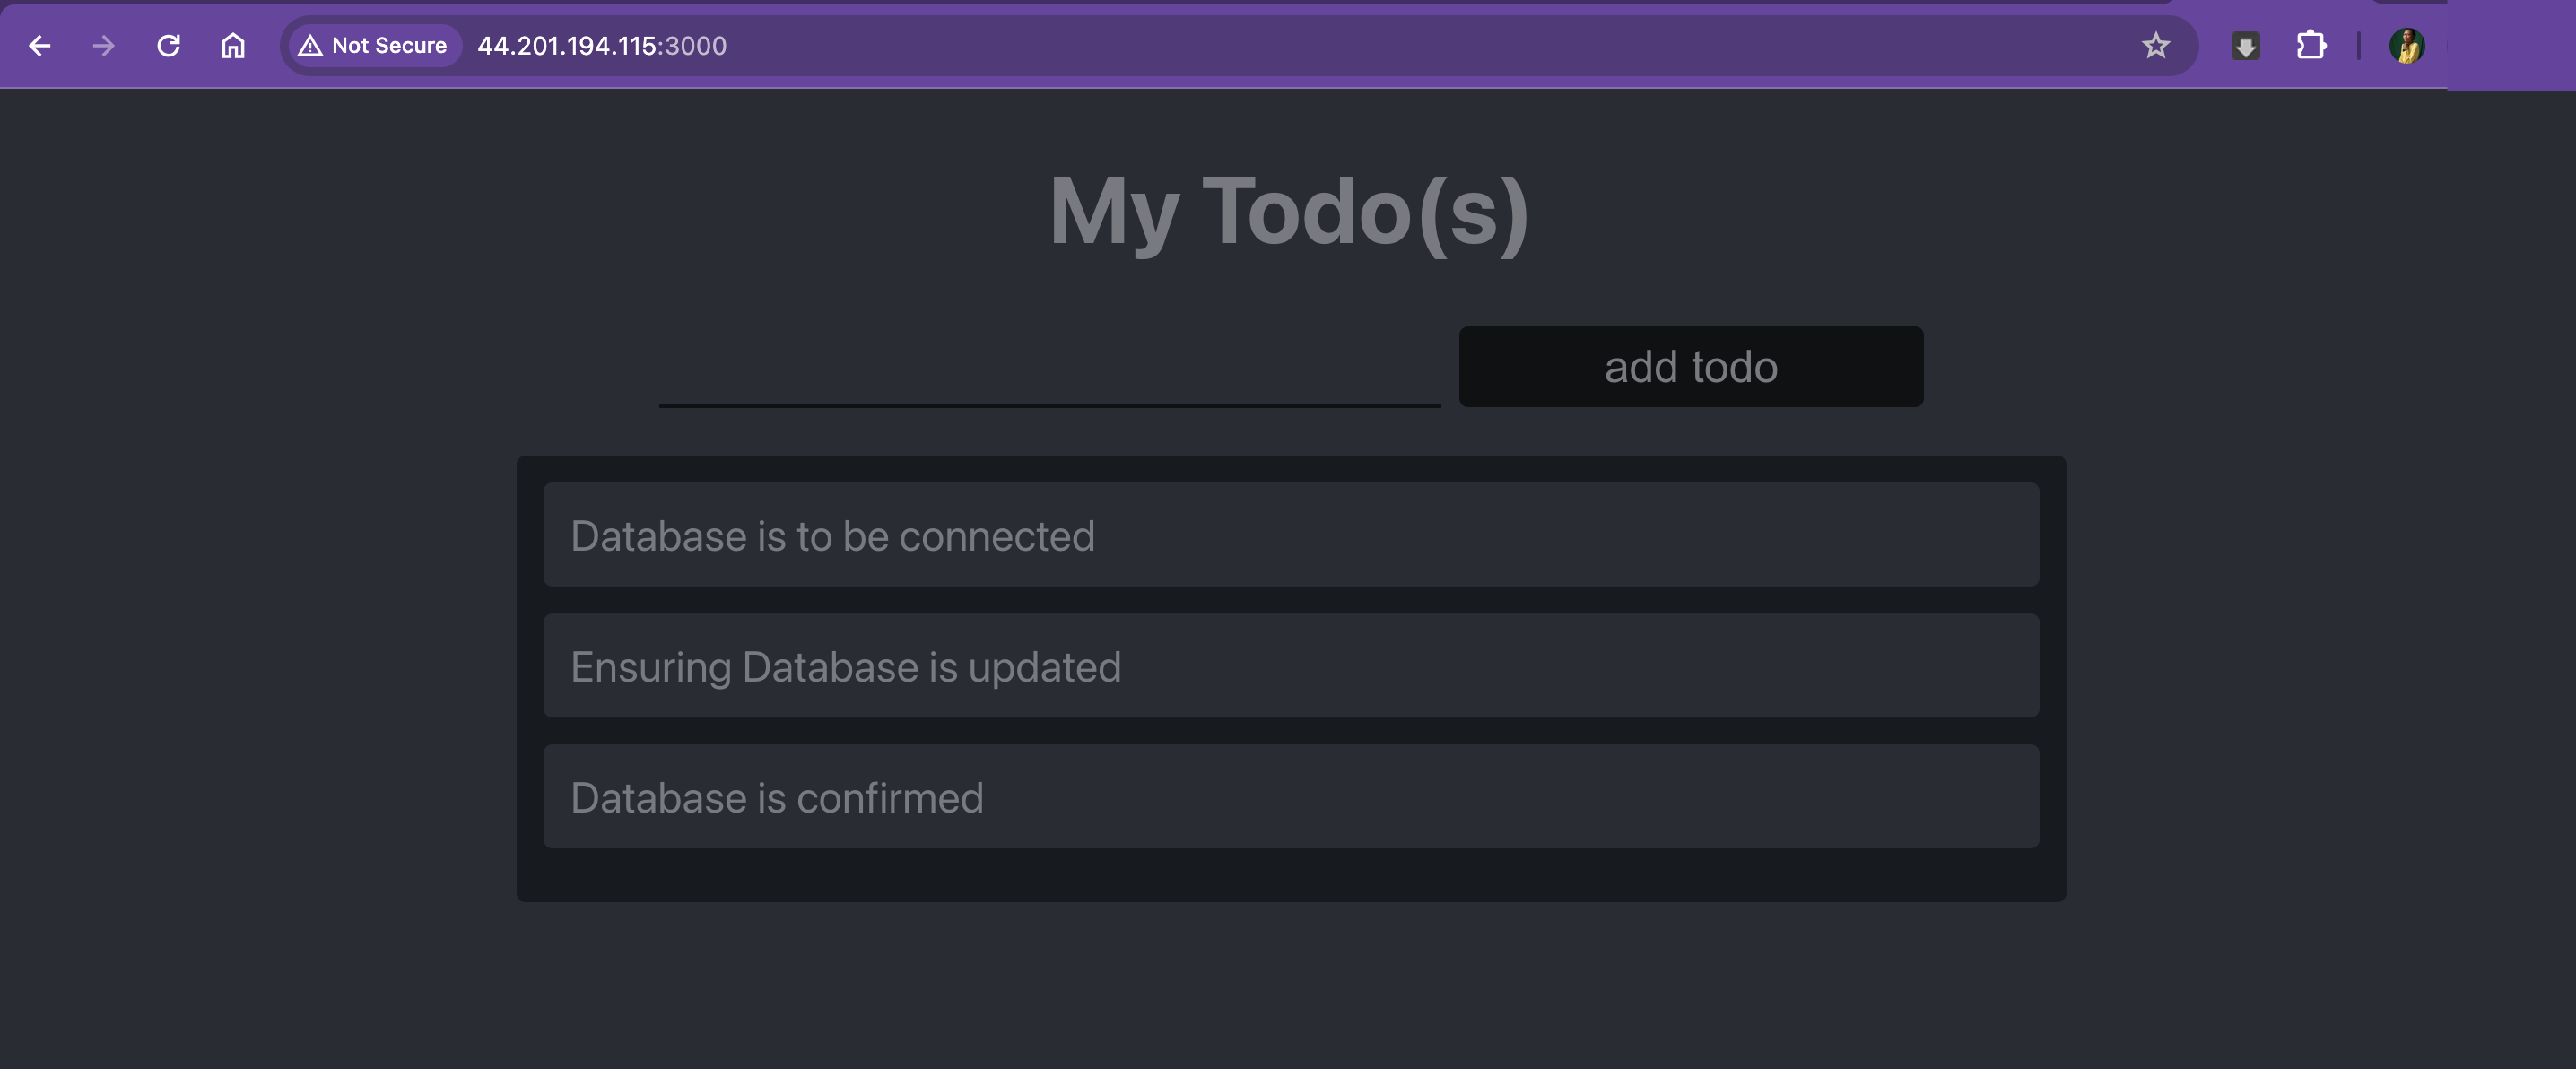 Not Secure 44.201.194.115:3000
My Todo(s)
add todo
Database is to be connected
Ensuring Database is updated
Database is confirmed